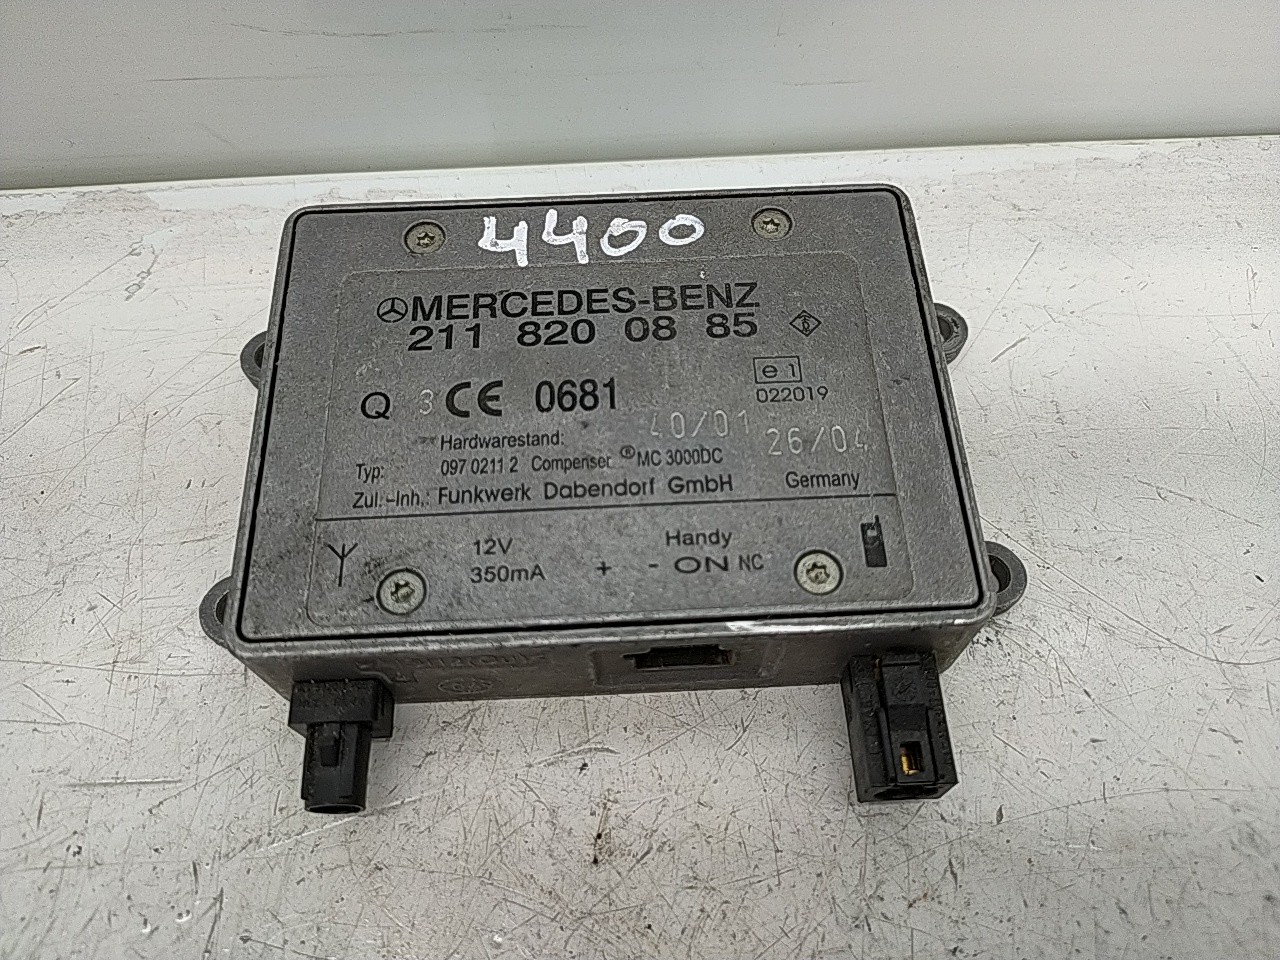 4400
MERCEDES-BENZ
211 820 08 85
Q 3 CE 0681
e1
022019
40/01 26/04
Hardwarestand:
Typ: 097 0211 2 Compenser ® MC 3000DC
Zul.-Inh.: Funkwerk Dabendorf GmbH Germany
12V Handy
350mA + - ON NC